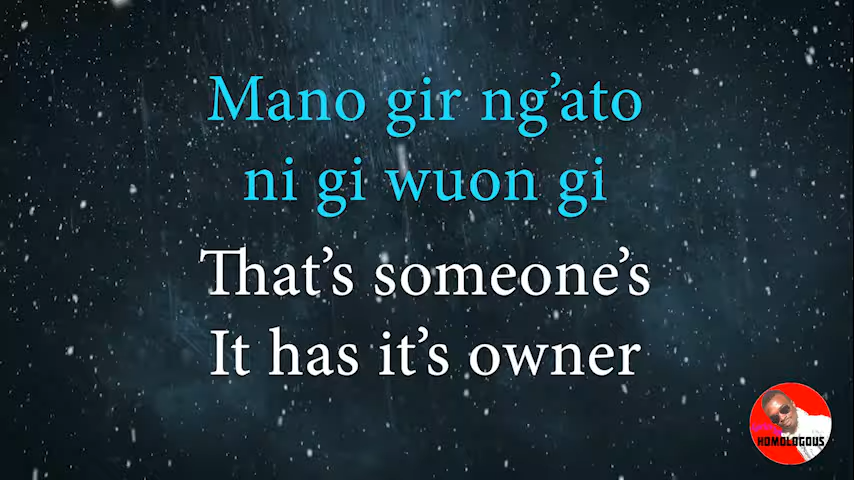 Mano gir ng’ato
ni gi wuon gi
That’s someone’s
It has it’s owner
HOMOLOGOUS